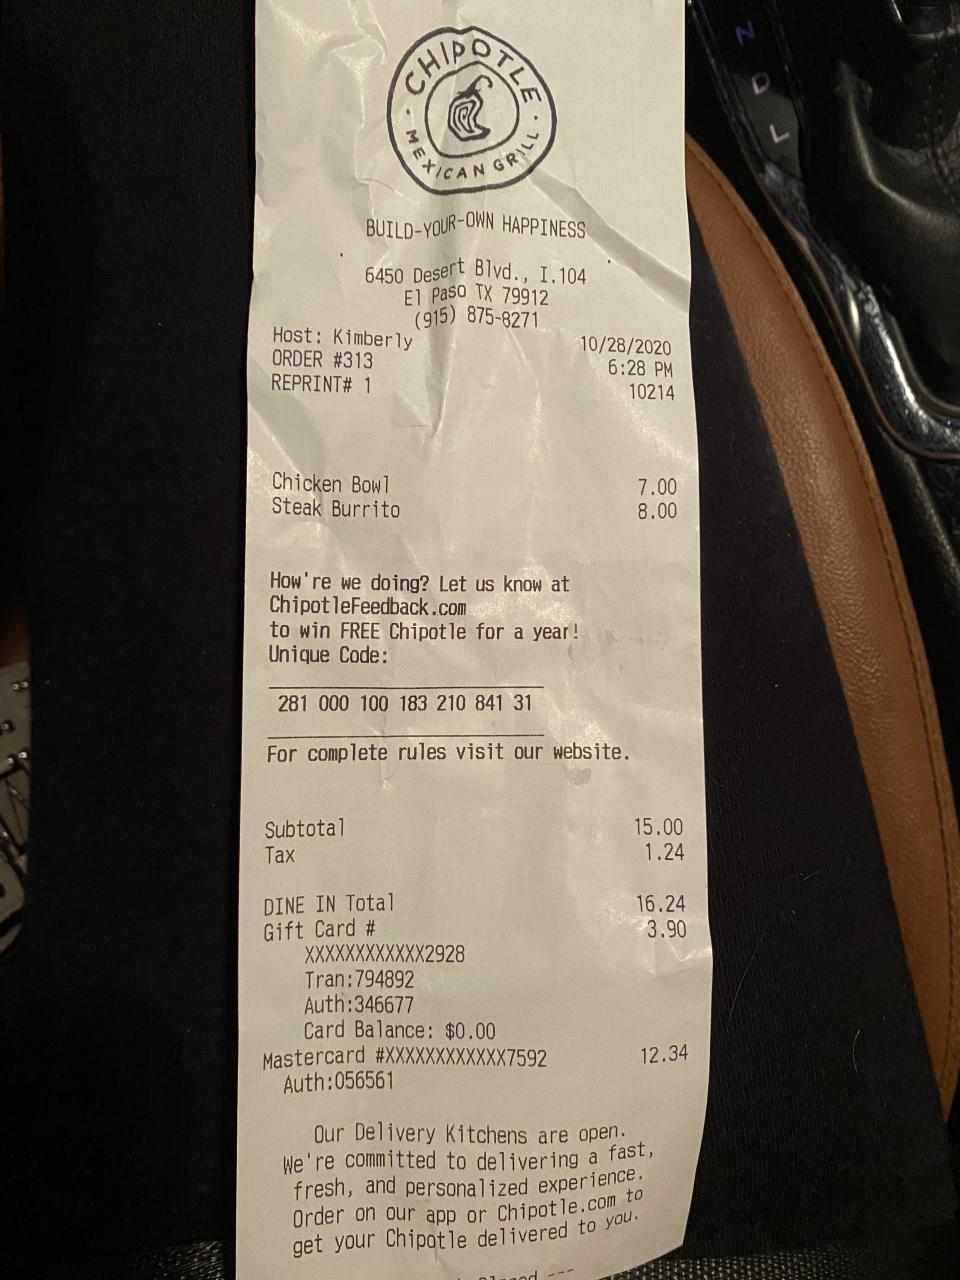 CHIPOTLE
MEXICAN GRILL
BUILD-YOUR-OWN HAPPINESS
6450 Desert Blvd., I.104
El Paso TX 79912
(915) 875-8271
Host: Kimberly 10/28/2020
ORDER #313 6:28 PM
REPRINT# 1 10214
Chicken Bowl 7.00
Steak Burrito 8.00
How're we doing? Let us know at
ChipotleFeedback.com
to win FREE Chipotle for a year!
Unique Code:
281 000 100 183 210 841 31
For complete rules visit our website.
Subtotal 15.00
Tax 1.24
DINE IN Total 16.24
Gift Card # 3.90
XXXXXXXXXXXX2928
Tran:794892
Auth:346677
Card Balance: $0.00
Mastercard #XXXXXXXXXXXX7592 12.34
Auth:056561
Our Delivery Kitchens are open.
We're committed to delivering a fast,
fresh, and personalized experience.
Order on our app or Chipotle.com to
get your Chipotle delivered to you.
N
D
L